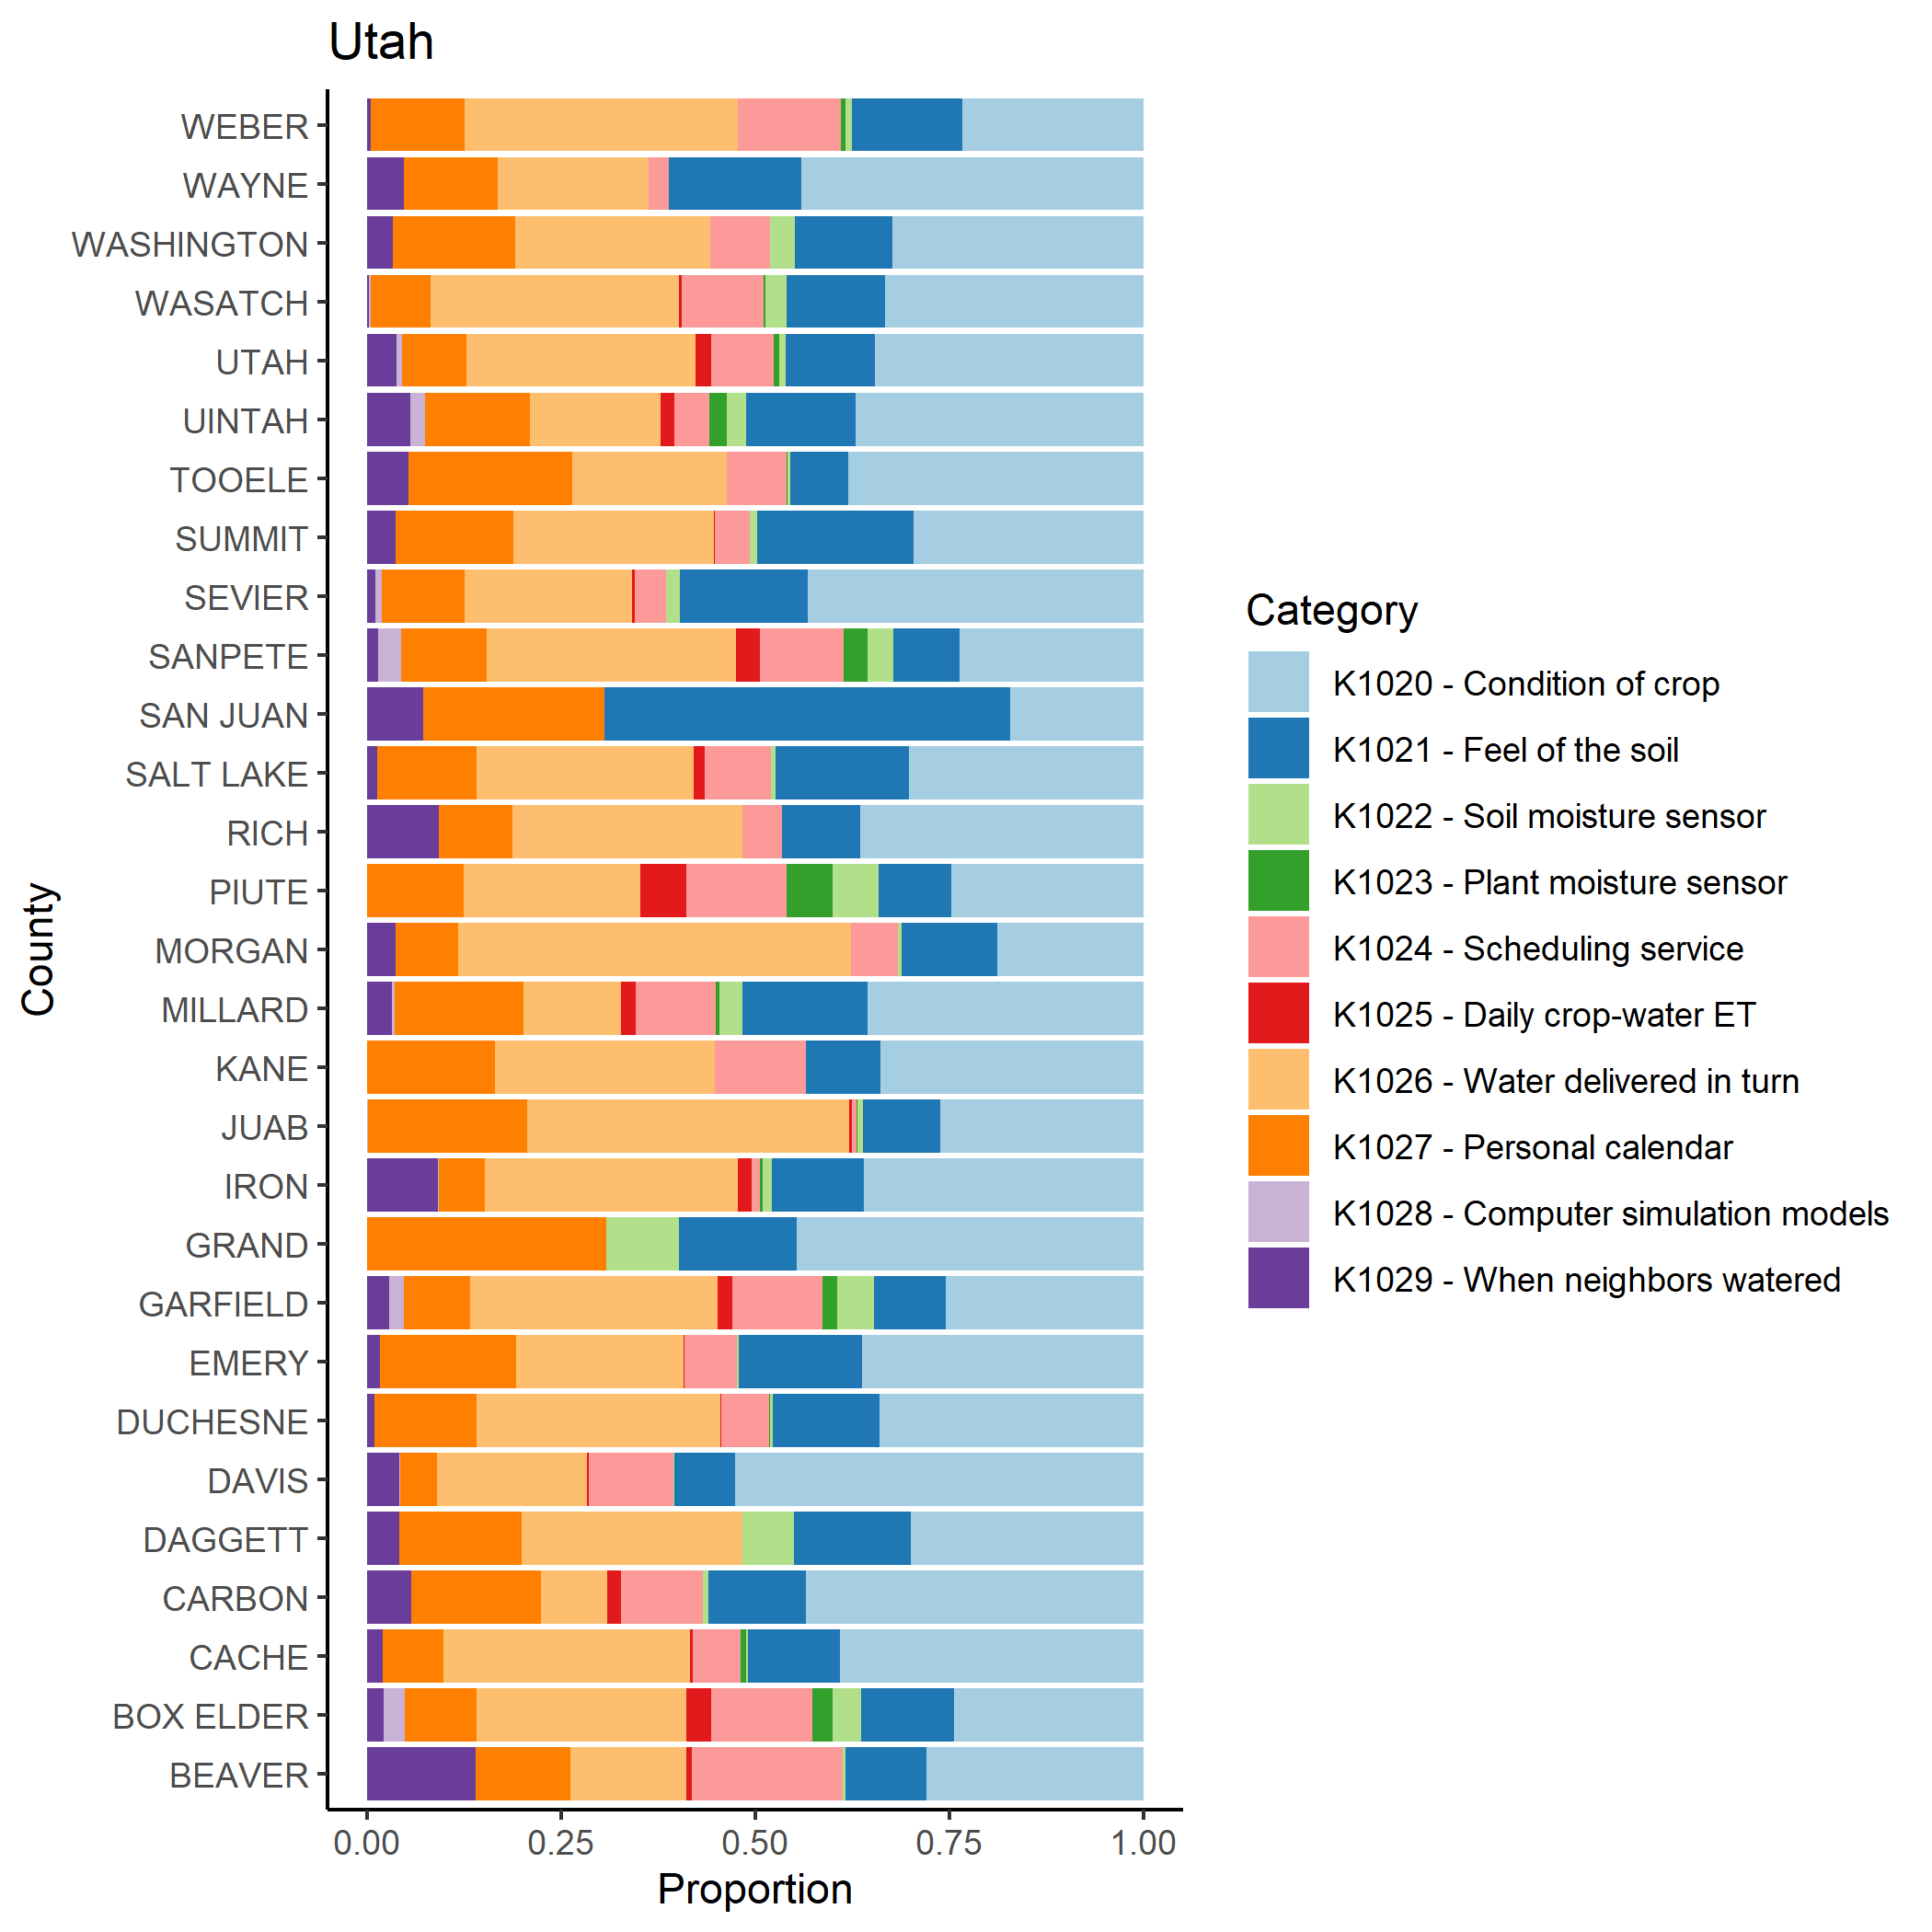 Utah
WEBER
WAYNE
WASHINGTON
WASATCH
UTAH
UINTAH
TOOELE
SUMMIT
SEVIER
SANPETE
SAN JUAN
SALT LAKE
RICH
PIUTE
MORGAN
MILLARD
KANE
JUAB
IRON
GRAND
GARFIELD
EMERY
DUCHESNE
DAVIS
DAGGETT
CARBON
CACHE
BOX ELDER
BEAVER
County
0.00 0.25 0.50 0.75 1.00
Proportion
Category
K1020 - Condition of crop
K1021 - Feel of the soil
K1022 - Soil moisture sensor
K1023 - Plant moisture sensor
K1024 - Scheduling service
K1025 - Daily crop-water ET
K1026 - Water delivered in turn
K1027 - Personal calendar
K1028 - Computer simulation models
K1029 - When neighbors watered